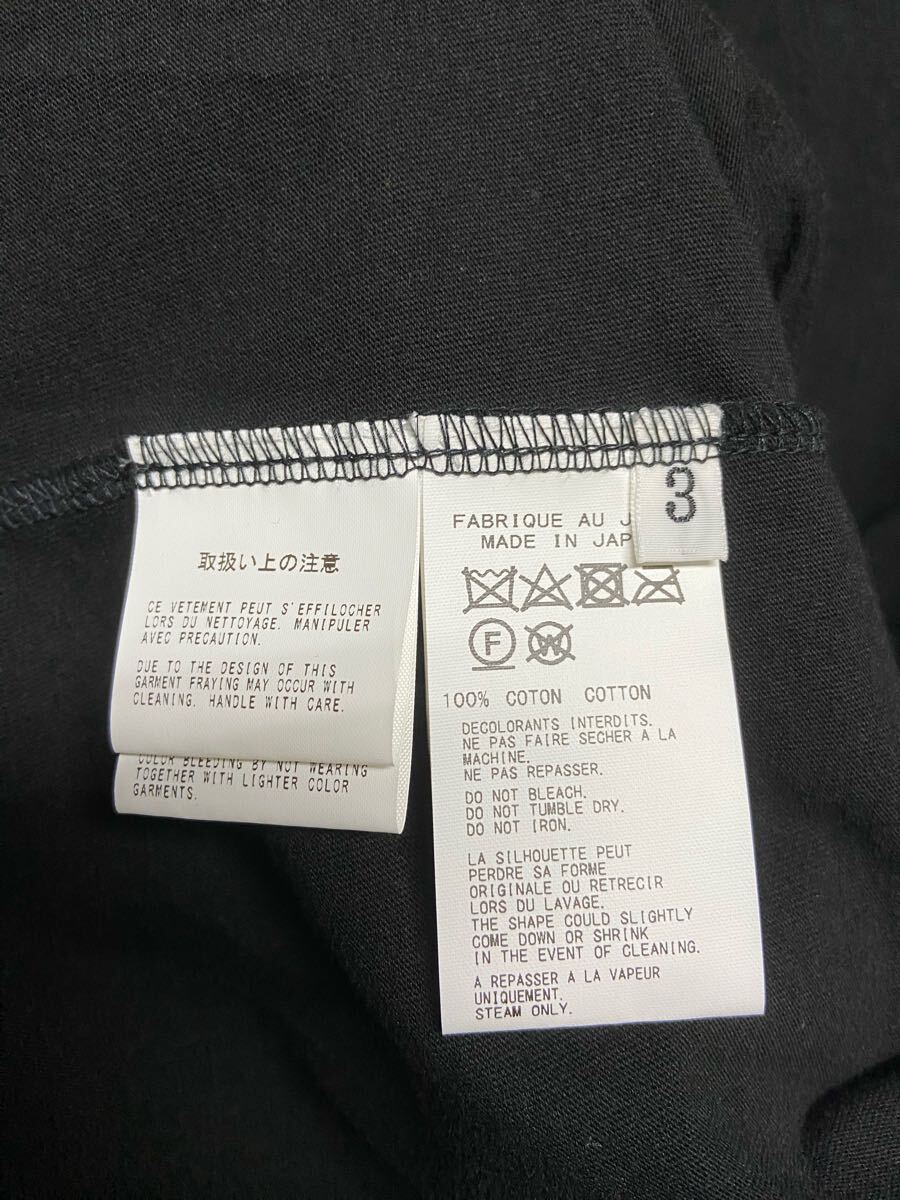 取扱い上の注意
CE VETEMENT PEUT S'EFFILOCHER
LORS DU NETTOYAGE. MANIPULER
AVEC PRECAUTION.
DUE TO THE DESIGN OF THIS
GARMENT FRAYING MAY OCCUR WITH
CLEANING. HANDLE WITH CARE.
COLOR BLEEDING BY NOT WEARING
TOGETHER WITH LIGHTER COLOR
GARMENTS.
3
FABRIQUE AU J
MADE IN JAP
F W
100% COTON COTTON
DECOLORANTS INTERDITS.
NE PAS FAIRE SECHER A LA
MACHINE.
NE PAS REPASSER.
DO NOT BLEACH.
DO NOT TUMBLE DRY.
DO NOT IRON.
LA SILHOUETTE PEUT
PERDRE SA FORME
ORIGINALE OU RETRECIR
LORS DU LAVAGE.
THE SHAPE COULD SLIGHTLY
COME DOWN OR SHRINK
IN THE EVENT OF CLEANING.
A REPASSER A LA VAPEUR
UNIQUEMENT.
STEAM ONLY.